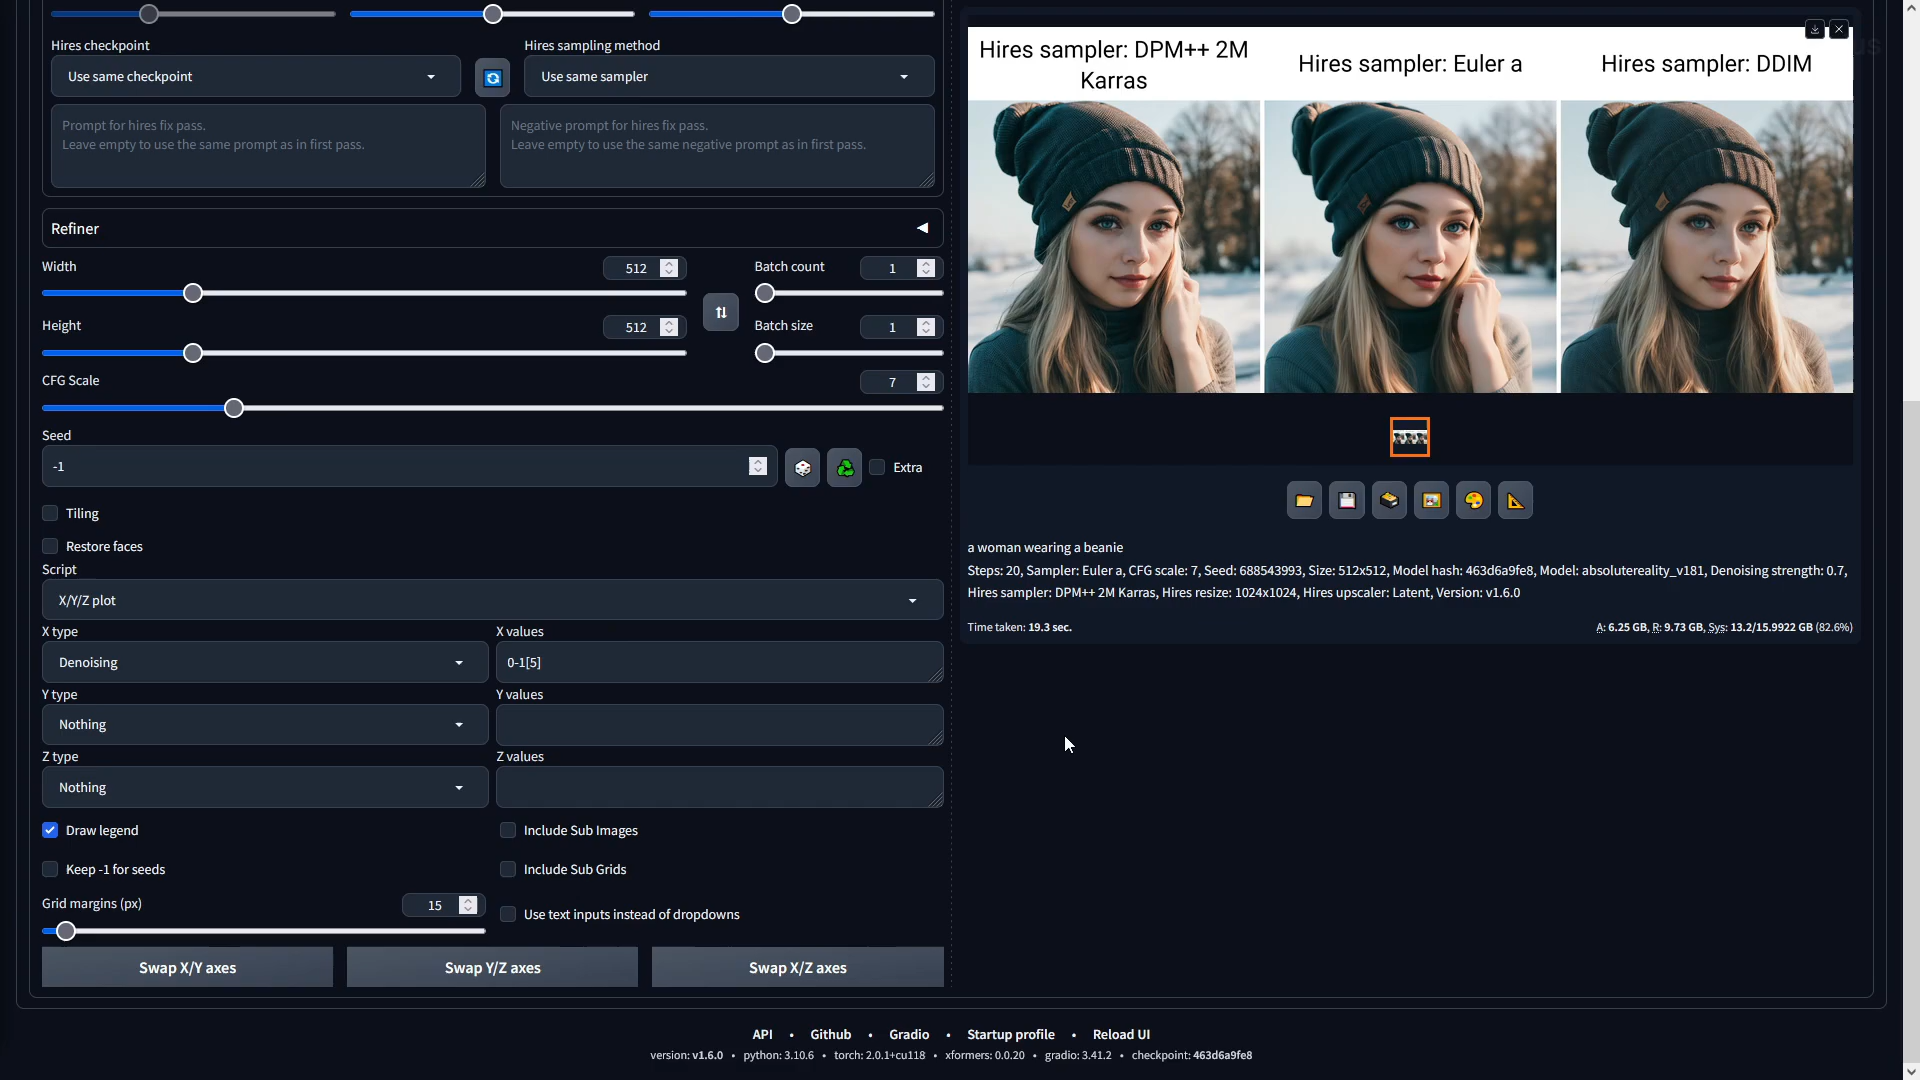 Hires checkpoint
Hires sampling method
Use same checkpoint
Use same sampler
Prompt for hires fix pass.
Leave empty to use the same prompt as in first pass.
Negative prompt for hires fix pass.
Leave empty to use the same negative prompt as in first pass.
Refiner
Width
512
Batch count
1
Height
512
Batch size
1
CFG Scale
7
Seed
-1
Extra
Tiling
Restore faces
Script
X/Y/Z plot
X type
X values
Denoising
0-1[5]
Y type
Y values
Nothing
Z type
Z values
Nothing
Draw legend
Include Sub Images
Keep -1 for seeds
Include Sub Grids
Grid margins (px)
15
Use text inputs instead of dropdowns
Swap X/Y axes
Swap Y/Z axes
Swap X/Z axes
Hires sampler: DPM++ 2M
Karras
Hires sampler: Euler a
Hires sampler: DDIM
a woman wearing a beanie
Steps: 20, Sampler: Euler a, CFG scale: 7, Seed: 688543993, Size: 512x512, Model hash: 463d6a9fe8, Model: absolutereality_v181, Denoising strength: 0.7,
Hires sampler: DPM++ 2M Karras, Hires resize: 1024x1024, Hires upscaler: Latent, Version: v1.6.0
Time taken: 19.3 sec.
A: 6.25 GB, R: 9.73 GB, Sys: 13.2/15.9922 GB (82.6%)
API • Github • Gradio • Startup profile • Reload UI
version: v1.6.0 • python: 3.10.6 • torch: 2.0.1+cu118 • xformers: 0.0.20 • gradio: 3.41.2 • checkpoint: 463d6a9fe8